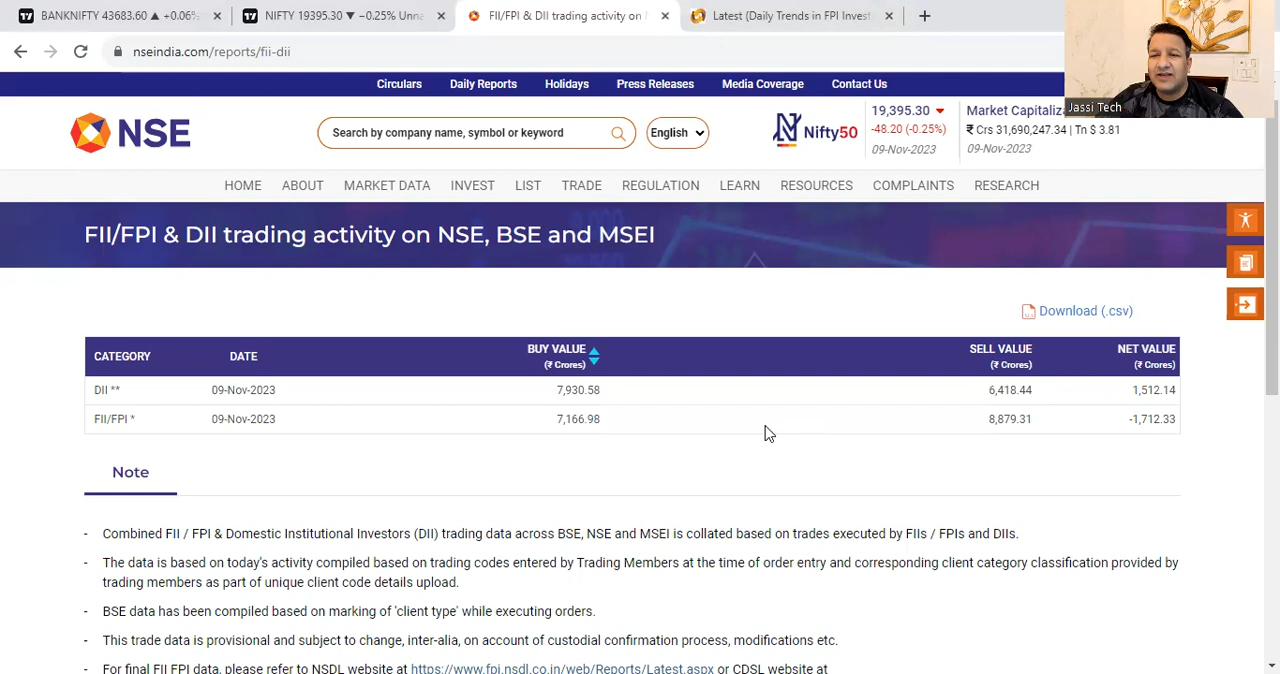 BANKNIFTY 43683.60 ▲ +0.06%
NIFTY 19395.30 ▼ −0.25% Unna
FII/FPI & DII trading activity on N
Latest (Daily Trends in FPI Invest
nseindia.com/reports/fii-dii
Jassi Tech
Circulars Daily Reports Holidays Press Releases Media Coverage Contact Us
NSE
Search by company name, symbol or keyword
English
Nifty50
19,395.30
-48.20 (-0.25%)
09-Nov-2023
Market Capitaliza
₹ Crs 31,690,247.34 | Tn $ 3.81
09-Nov-2023
HOME ABOUT MARKET DATA INVEST LIST TRADE REGULATION LEARN RESOURCES COMPLAINTS RESEARCH
FII/FPI & DII trading activity on NSE, BSE and MSEI
Download (.csv)
CATEGORY DATE BUY VALUE SELL VALUE NET VALUE
(₹ Crores) (₹ Crores) (₹ Crores)
DII ** 09-Nov-2023 7,930.58 6,418.44 1,512.14
FII/FPI * 09-Nov-2023 7,166.98 8,879.31 -1,712.33
Note
- Combined FII / FPI & Domestic Institutional Investors (DII) trading data across BSE, NSE and MSEI is collated based on trades executed by FIIs / FPIs and DIIs.
- The data is based on today's activity compiled based on trading codes entered by Trading Members at the time of order entry and corresponding client category classification provided by
trading members as part of unique client code details upload.
- BSE data has been compiled based on marking of 'client type' while executing orders.
- This trade data is provisional and subject to change, inter-alia, on account of custodial confirmation process, modifications etc.
- For final FII FPI data, please refer to NSDL website at https://www.fpi.nsdl.co.in/web/Reports/Latest.aspx or CDSL website at